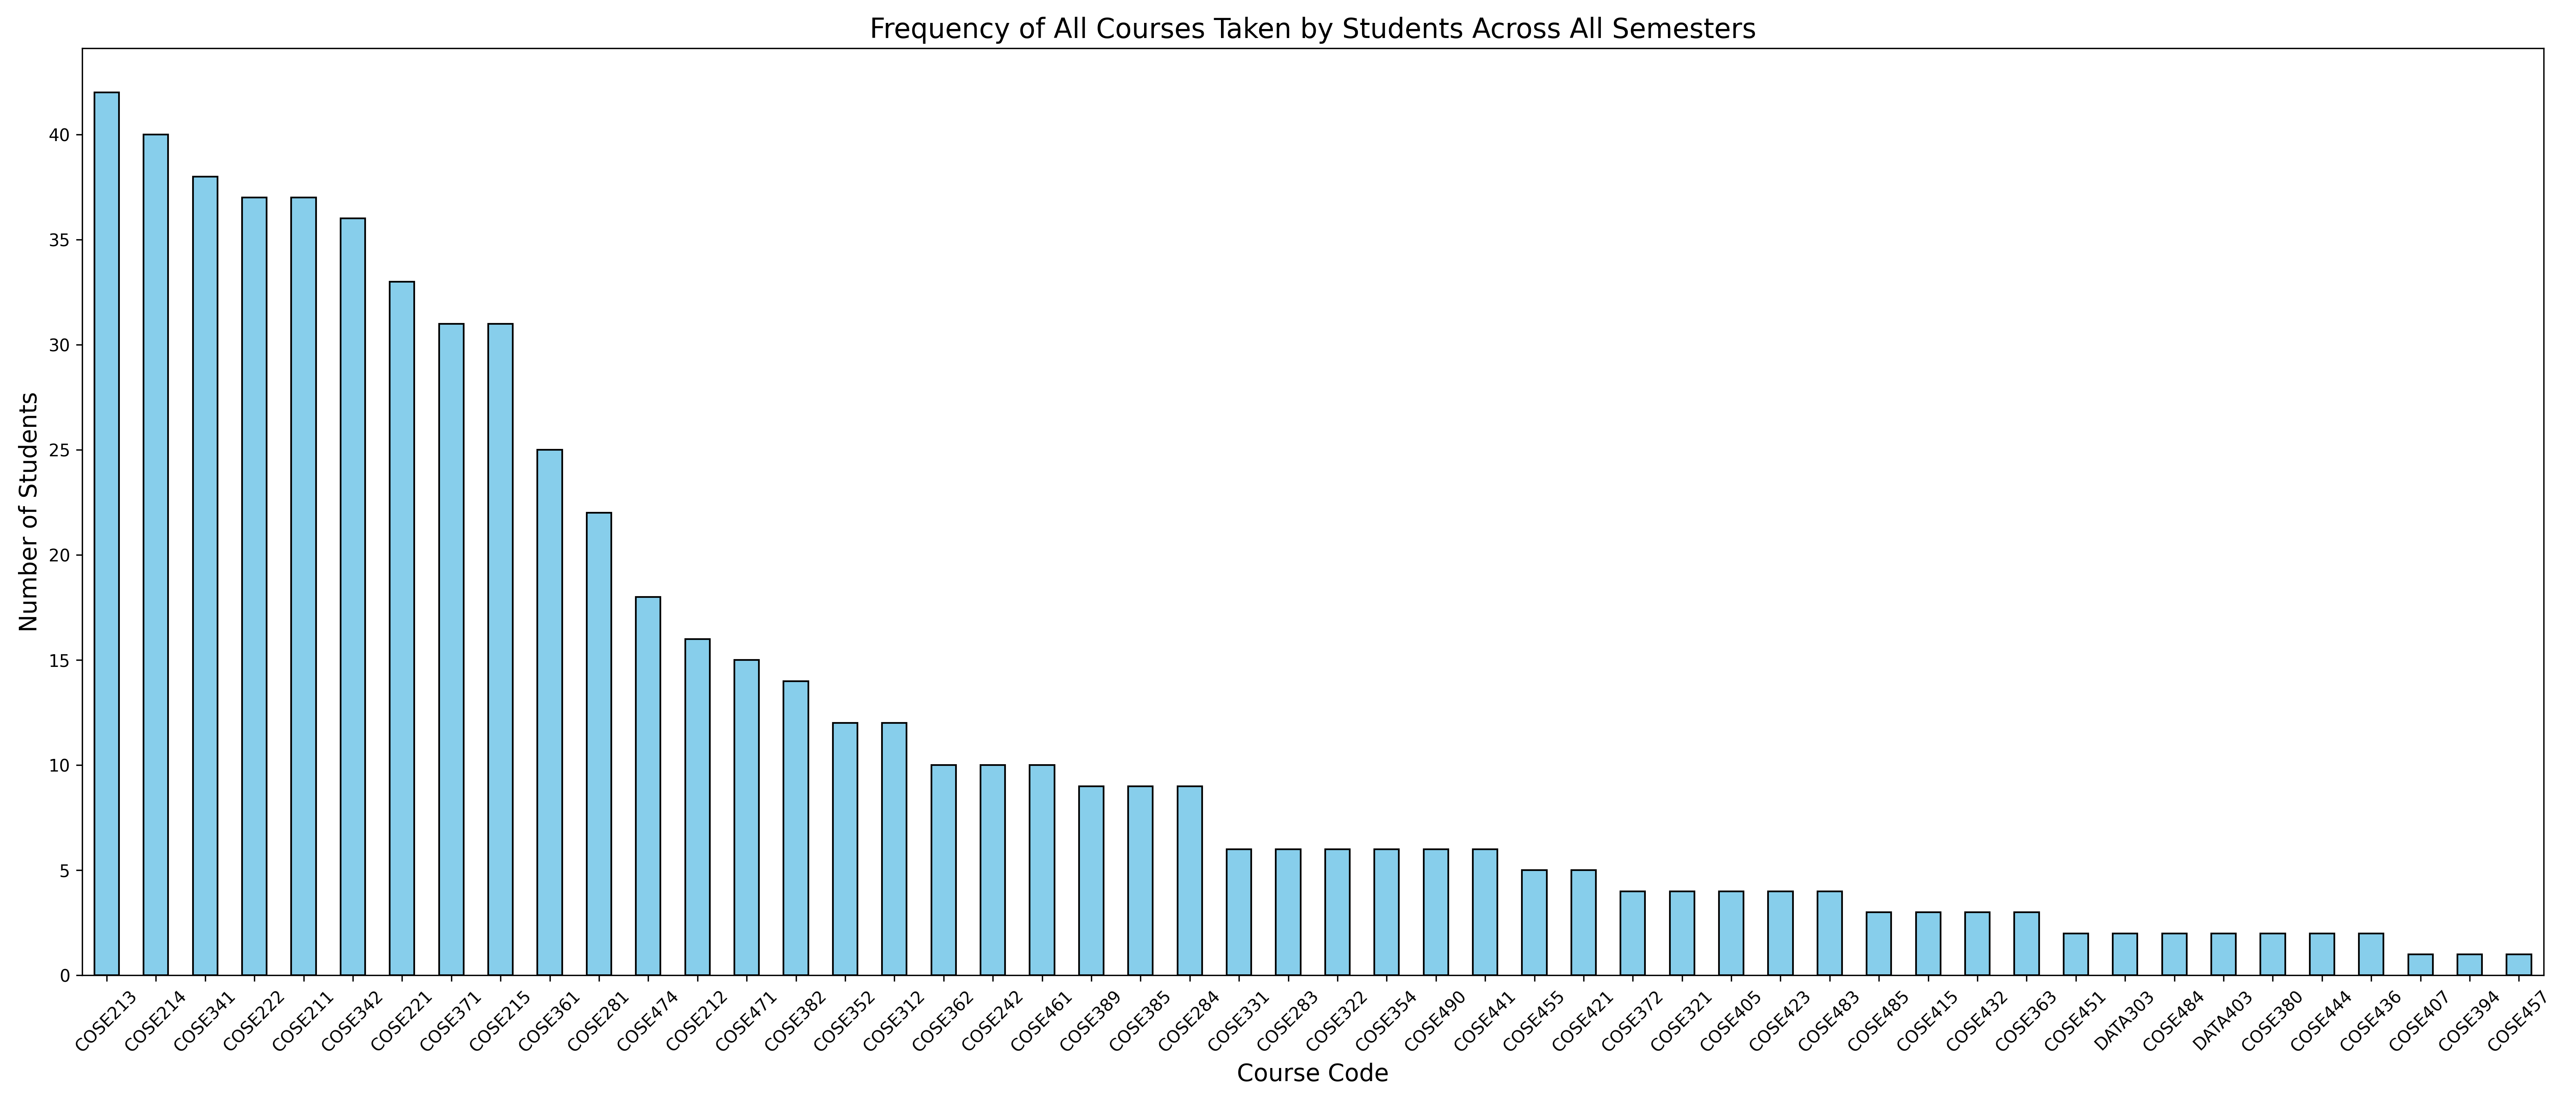 Frequency of All Courses Taken by Students Across All Semesters
Number of Students
40
35
30
25
20
15
10
5
0
COSE213
COSE214
COSE341
COSE222
COSE211
COSE342
COSE221
COSE371
COSE215
COSE361
COSE281
COSE474
COSE212
COSE471
COSE382
COSE352
COSE312
COSE362
COSE242
COSE461
COSE389
COSE385
COSE284
COSE331
COSE283
COSE322
COSE354
COSE490
COSE441
COSE455
COSE421
COSE372
COSE321
COSE405
COSE423
COSE483
COSE485
COSE415
COSE432
COSE363
COSE451
DATA303
COSE484
DATA403
COSE380
COSE444
COSE436
COSE407
COSE394
COSE457
Course Code